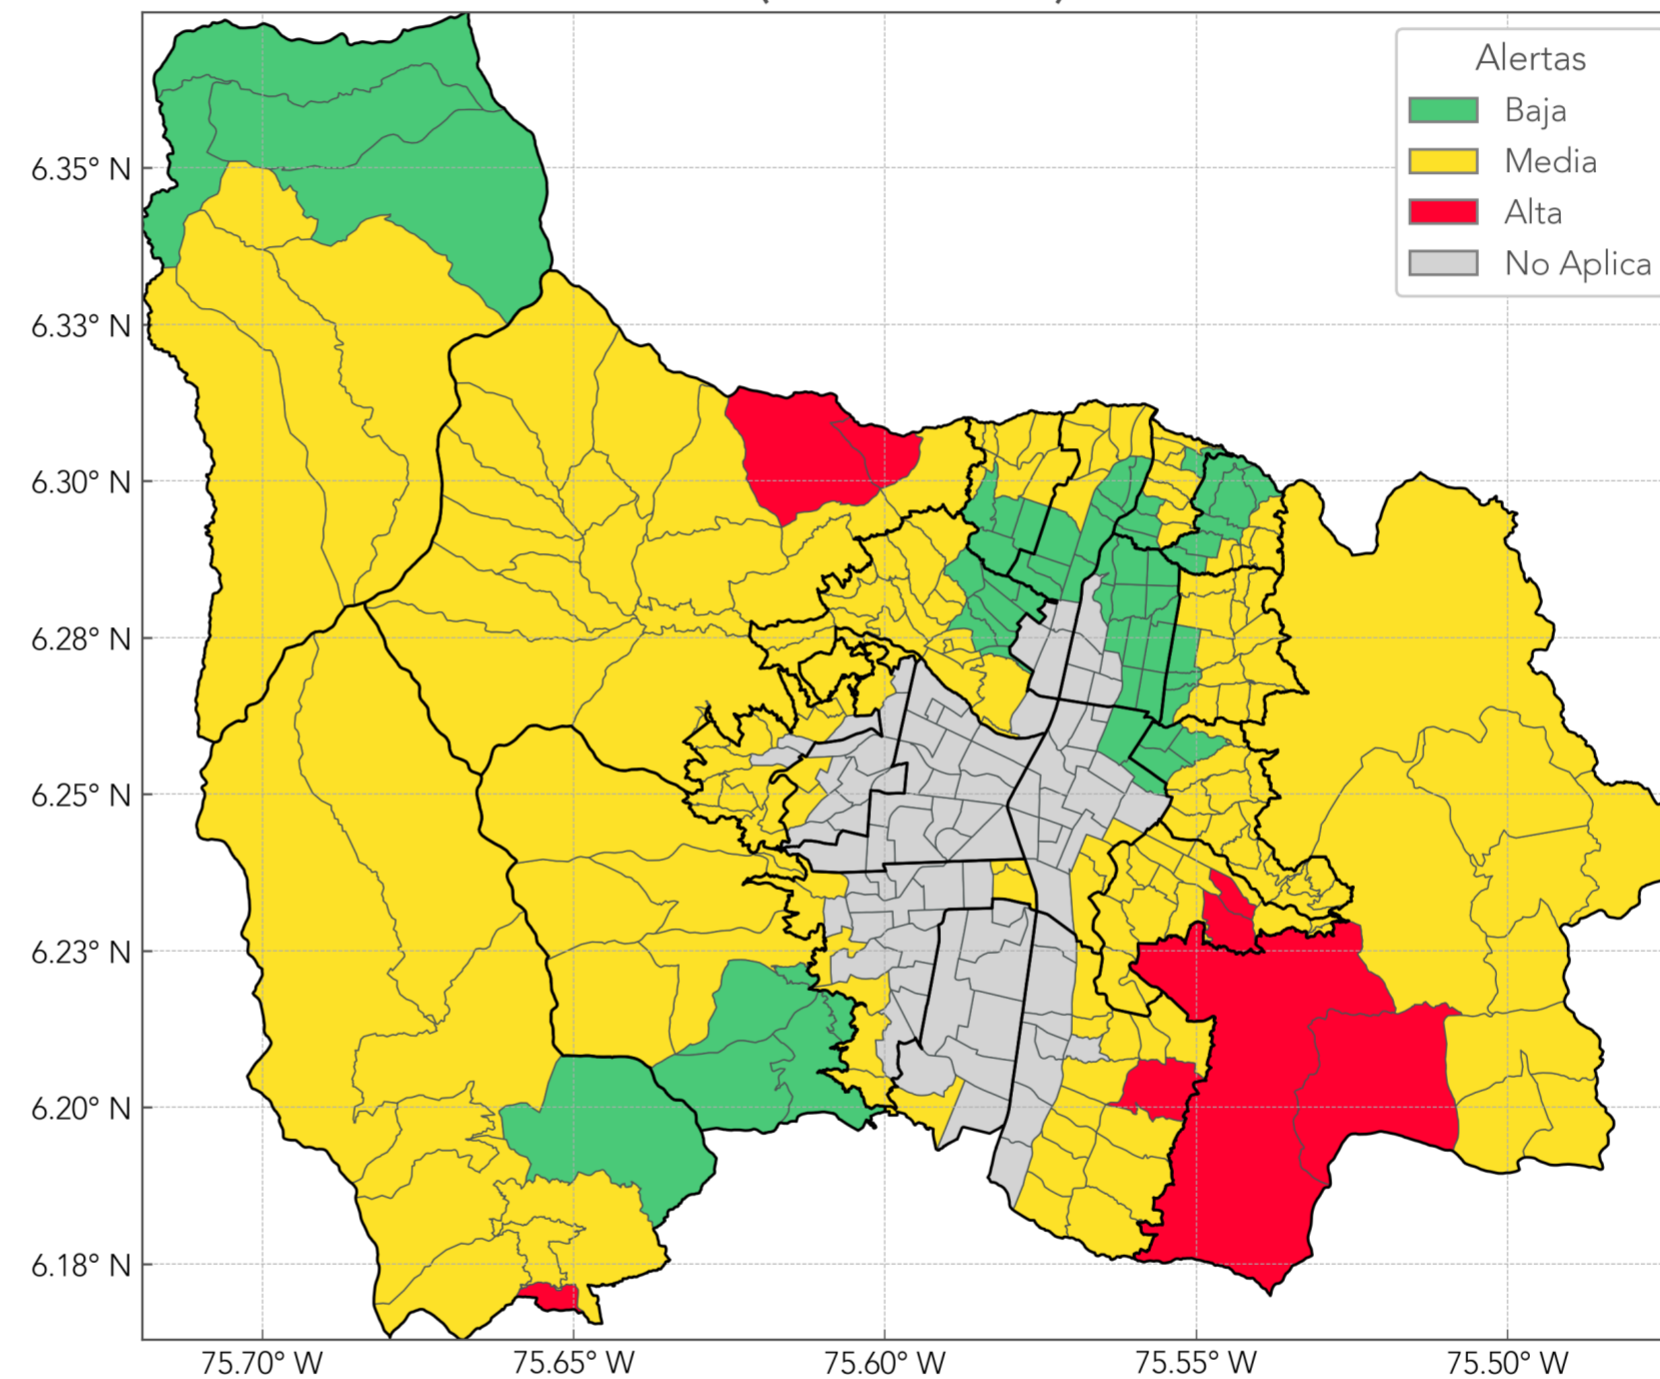 Alertas
Baja
Media
Alta
No Aplica
6.35° N
6.33° N
6.30° N
6.28° N
6.25° N
6.23° N
6.20° N
6.18° N
75.70° W 75.65° W 75.60° W 75.55° W 75.50° W